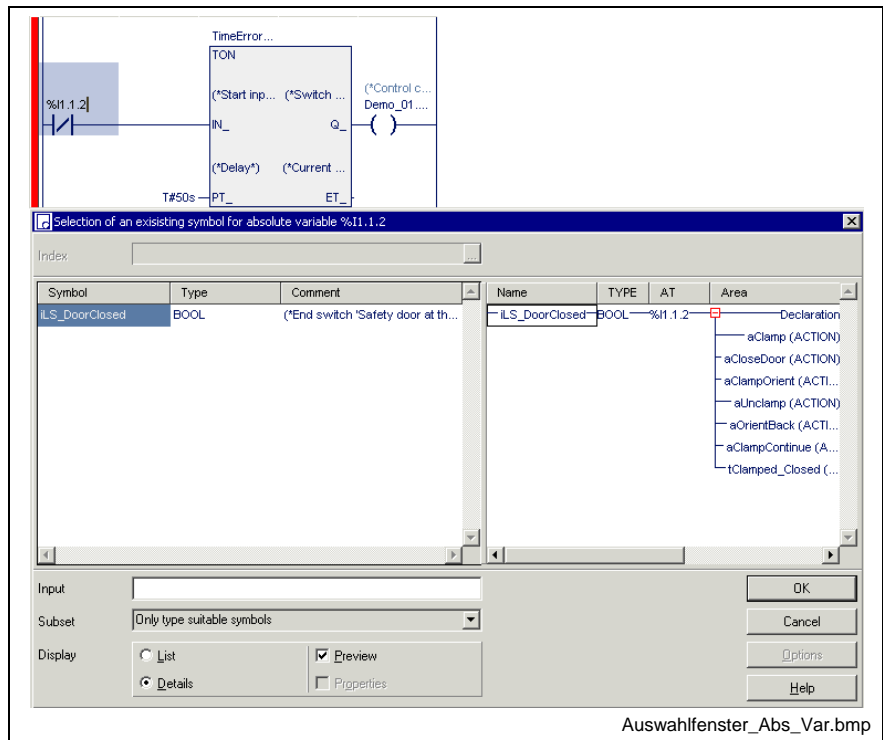 TimeError...
TON
(*Start inp... (*Switch ... (*Control c...
%I1.1.2 Demo_01....
IN_ Q_
(*Delay*) (*Current ...
T#50s PT_ ET_
Selection of an exisisting symbol for absolute variable %I1.1.2
Index ...
Symbol Type Comment Name TYPE AT Area
iLS_DoorClosed BOOL (*End switch 'Safety door at th... iLS_DoorClosed BOOL %I1.1.2 Declaration
aClamp (ACTION)
aCloseDoor (ACTION)
aClampOrient (ACTI...
aUnclamp (ACTION)
aOrientBack (ACTI...
aClampContinue (A...
tClamped_Closed (...
Input OK
Subset Only type suitable symbols Cancel
Display List Preview Options
Details Properties Help
Auswahlfenster_Abs_Var.bmp